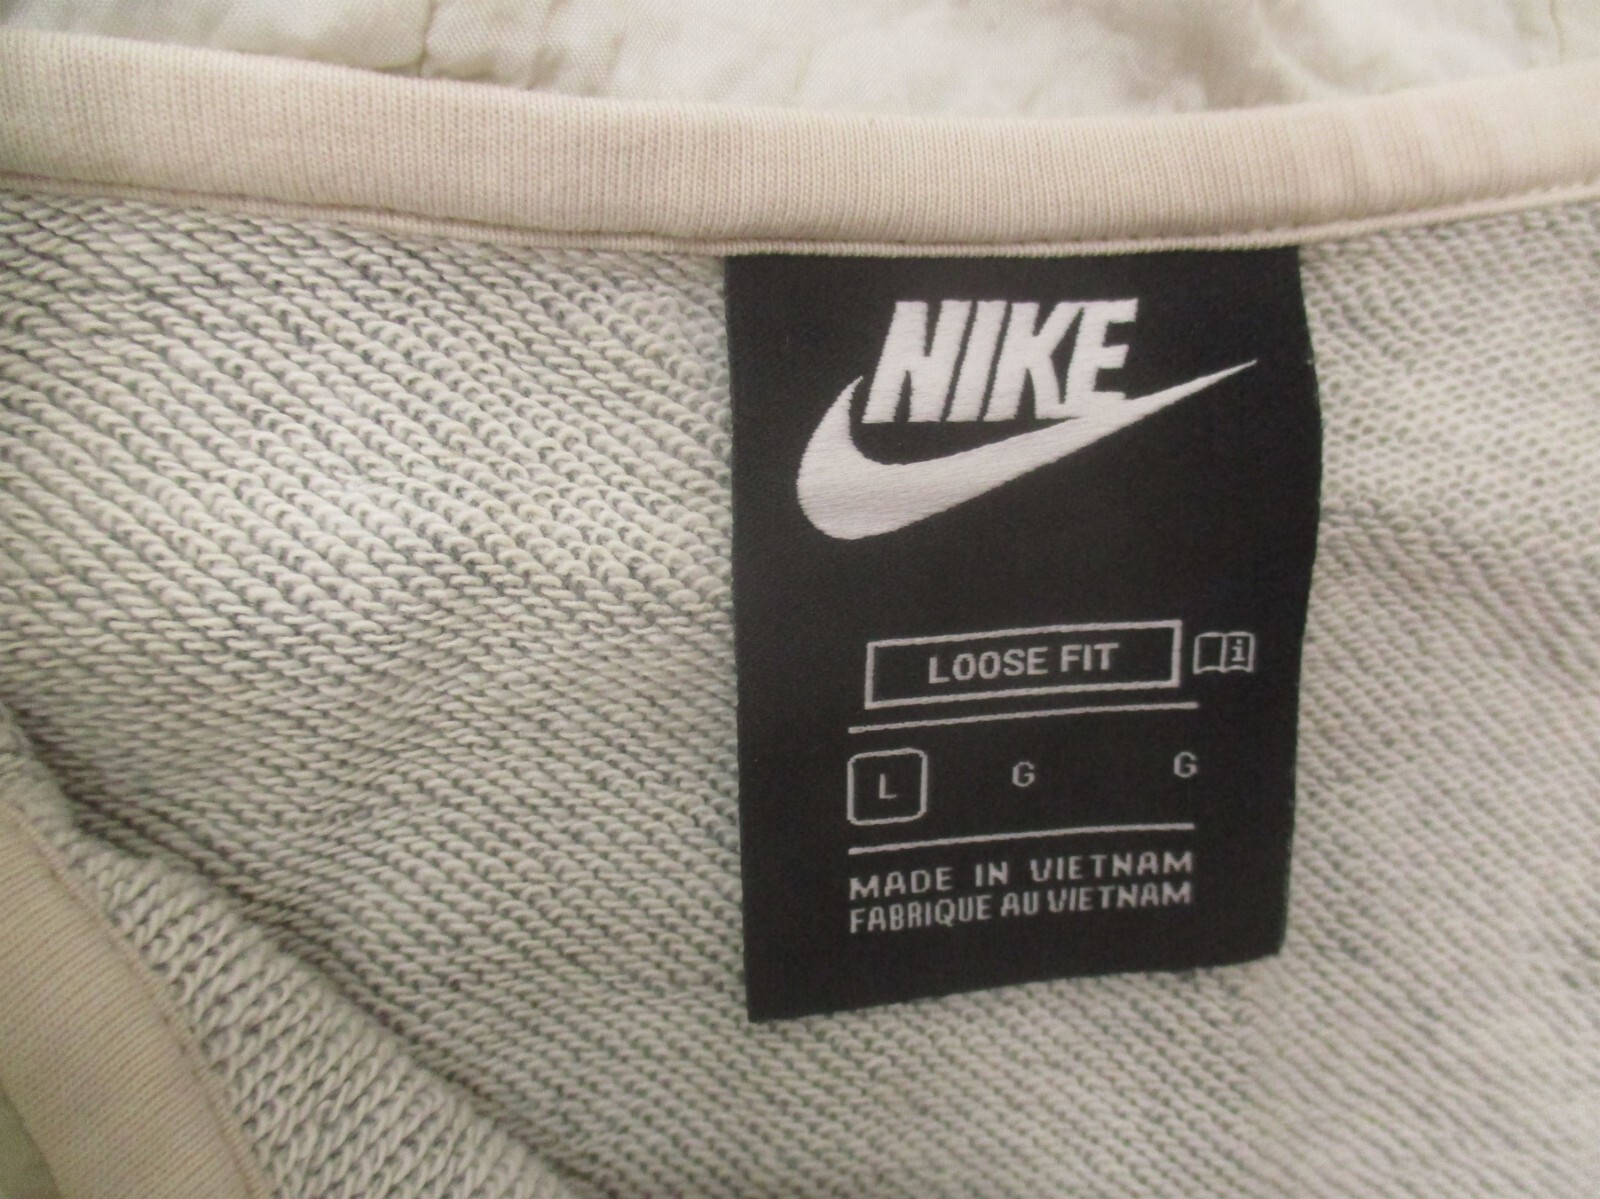 NIKE
LOOSE FIT i
L G G
MADE IN VIETNAM
FABRIQUE AU VIETNAM